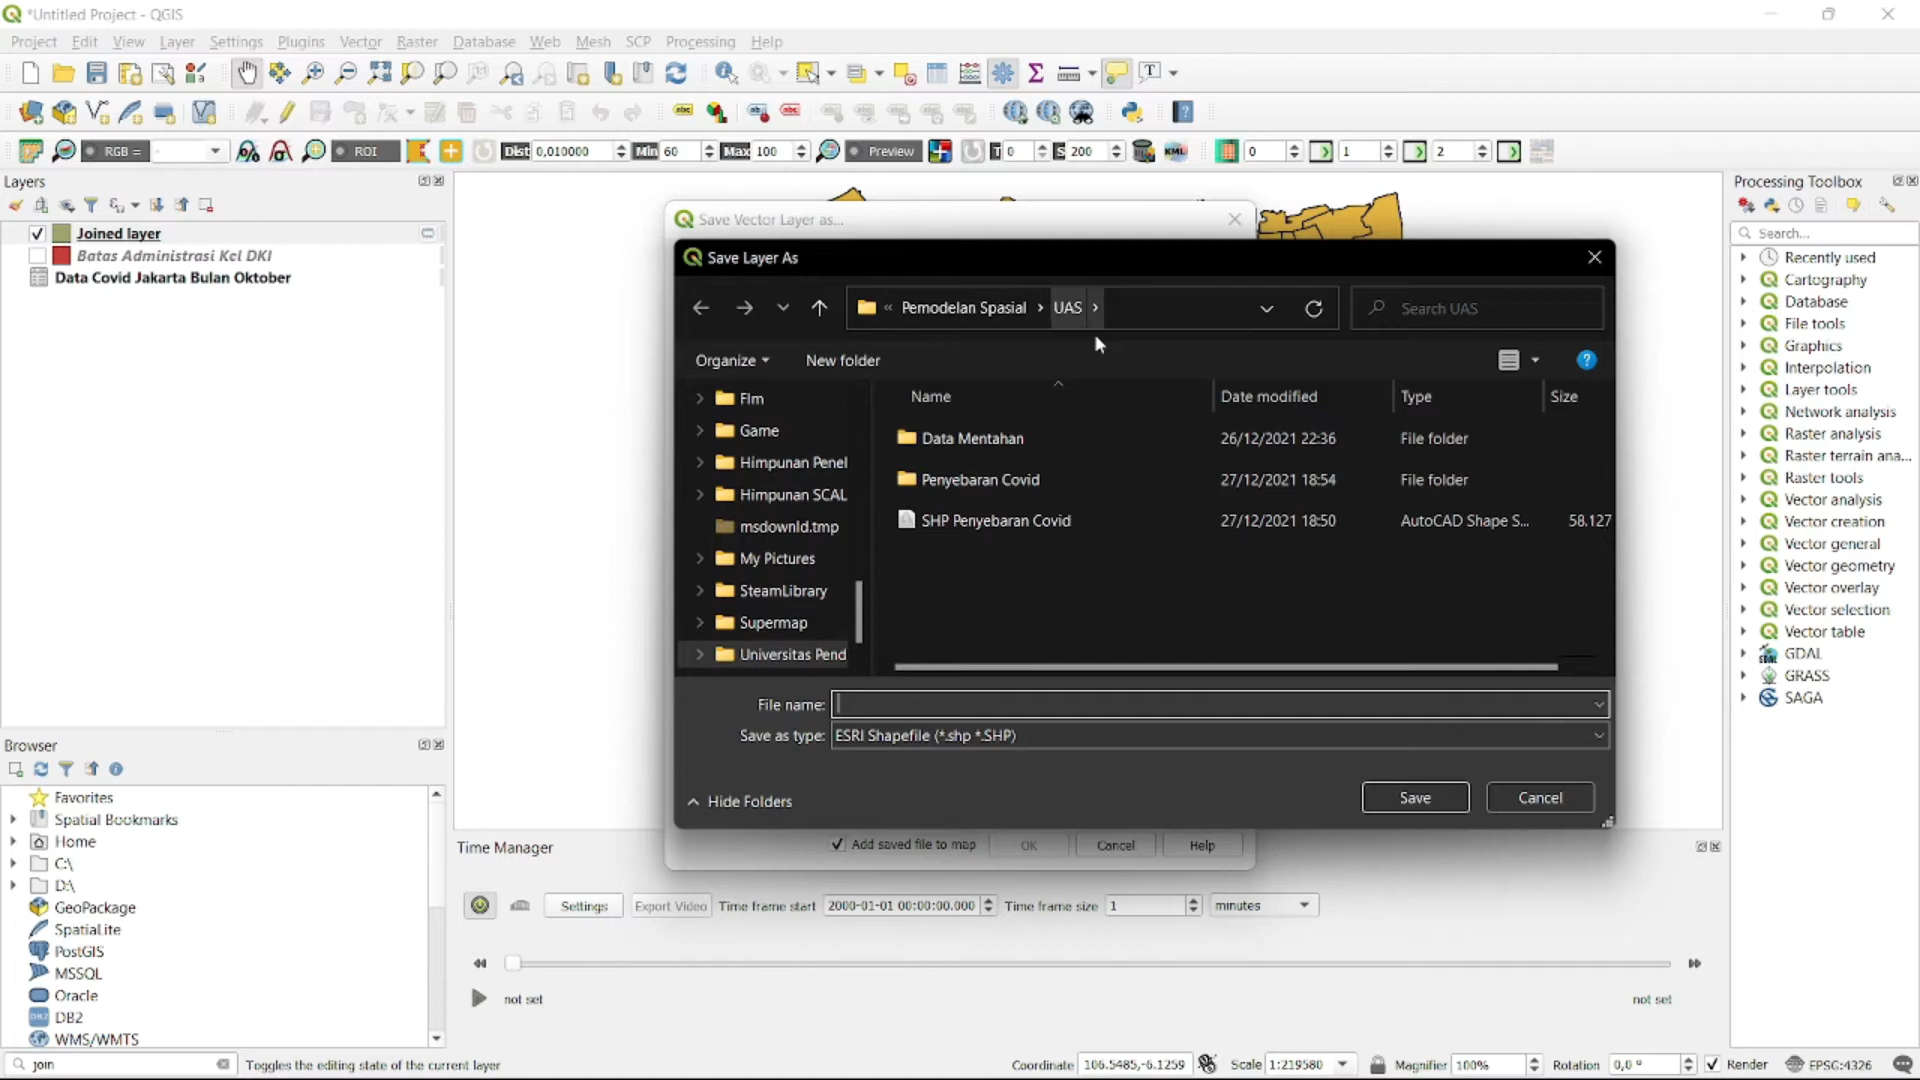 *Untitled Project - QGIS
Project Edit View Layer Settings Plugins Vector Raster Database Web Mesh SCP Processing Help
RGB = - ROI Dist 0,010000 Min 60 Max 100 Preview T 0 S 200 KML 0 1 2
Layers
Joined layer
Batas Administrasi Kel DKI
Data Covid Jakarta Bulan Oktober
Save Vector Layer as...
Save Layer As
« Pemodelan Spasial › UAS ›
Search UAS
Organize New folder
Name Date modified Type Size
Data Mentahan 26/12/2021 22:36 File folder
Penyebaran Covid 27/12/2021 18:54 File folder
SHP Penyebaran Covid 27/12/2021 18:50 AutoCAD Shape S... 58.127
Flm
Game
Himpunan Penel
Himpunan SCAL
msdownld.tmp
My Pictures
SteamLibrary
Supermap
Universitas Pend
File name:
Save as type: ESRI Shapefile (*.shp *.SHP)
Hide Folders
Save Cancel
Add saved file to map OK Cancel Help
Processing Toolbox
Search...
Recently used
Cartography
Database
File tools
Graphics
Interpolation
Layer tools
Network analysis
Raster analysis
Raster terrain ana...
Raster tools
Vector analysis
Vector creation
Vector general
Vector geometry
Vector overlay
Vector selection
Vector table
GDAL
GRASS
SAGA
Browser
Favorites
Spatial Bookmarks
Home
C:\
D:\
GeoPackage
SpatiaLite
PostGIS
MSSQL
Oracle
DB2
WMS/WMTS
Time Manager
Settings Export Video Time frame start 2000-01-01 00:00:00.000 Time frame size 1 minutes
not set not set
join Toggles the editing state of the current layer Coordinate 106.5485,-6.1259 Scale 1:219580 Magnifier 100% Rotation 0,0 ° Render EPSG:4326